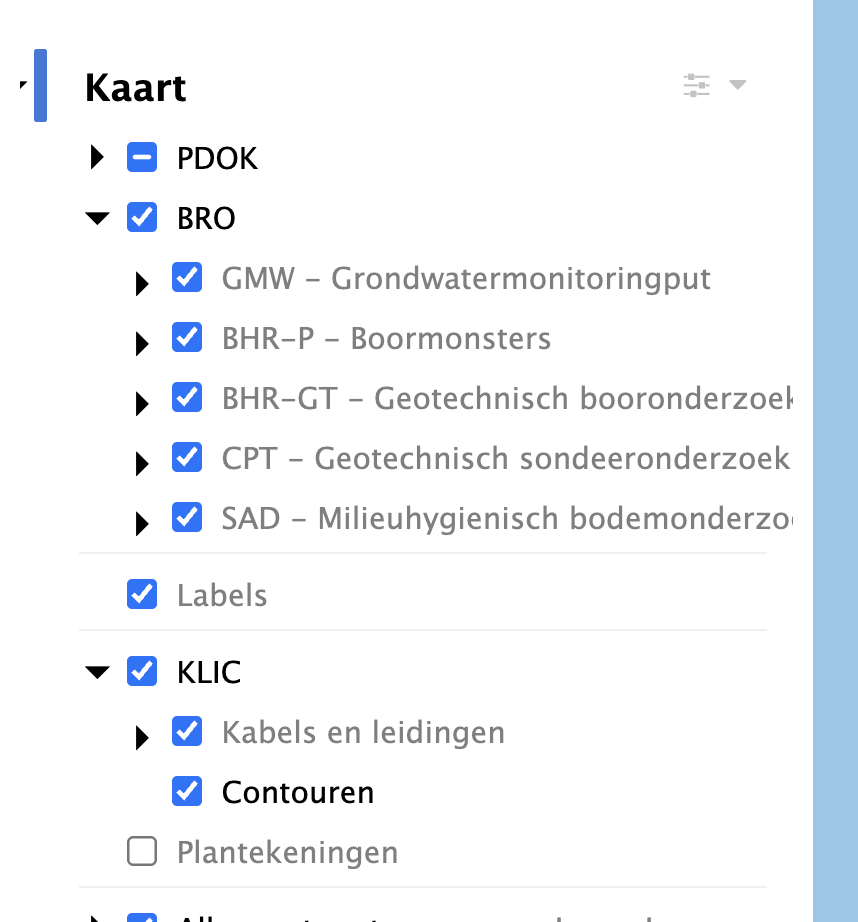 Kaart
PDOK
BRO
GMW – Grondwatermonitoringput
BHR–P – Boormonsters
BHR–GT – Geotechnisch booronderzoek
CPT – Geotechnisch sondeeronderzoek
SAD – Milieuhygienisch bodemonderzo
Labels
KLIC
Kabels en leidingen
Contouren
Plantekeningen